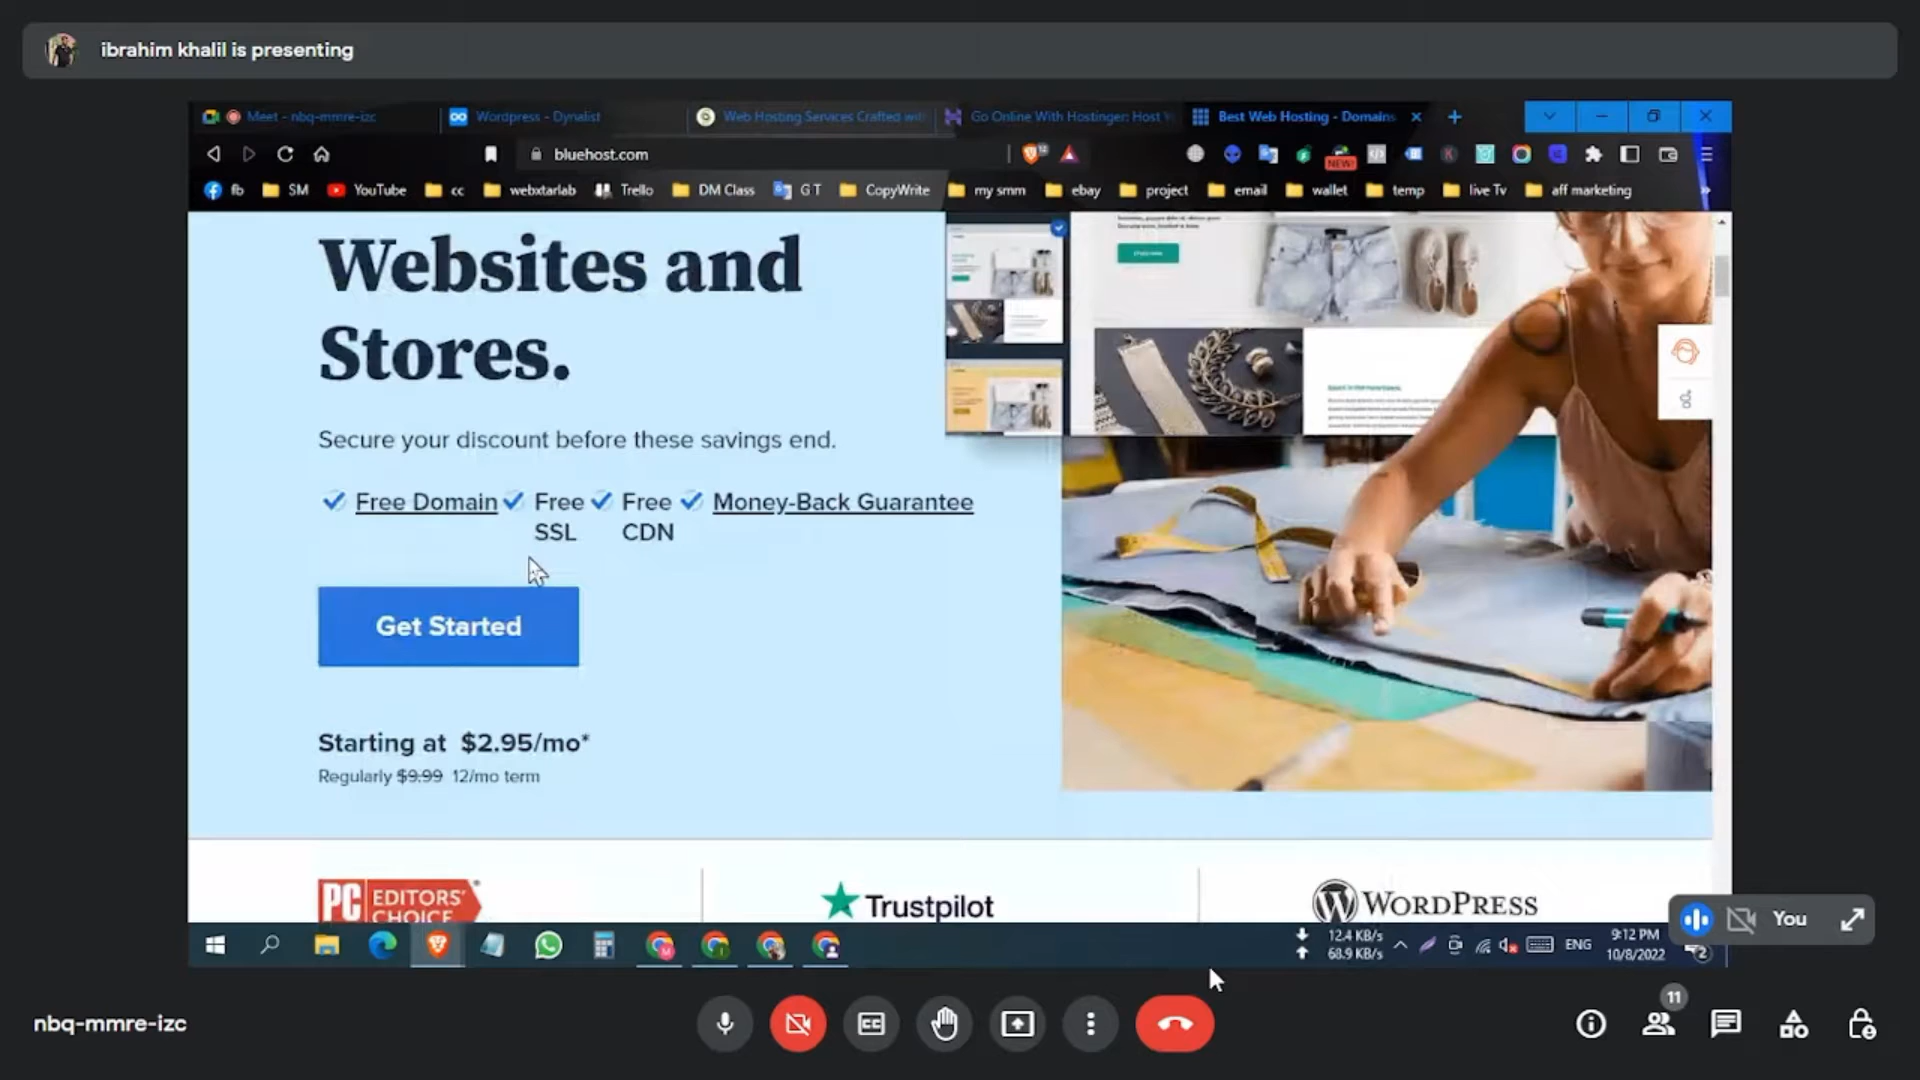 ibrahim khalil is presenting
Meet - nbq-mmre-izc
Wordpress - Dynalist
Web Hosting Services Crafted with
Go Online With Hostinger: Host
Best Web Hosting - Domains
bluehost.com
NEW!
fb
SM
YouTube
cc
webxtarlab
Trello
DM Class
G T
CopyWrite
my smm
ebay
project
email
wallet
temp
live Tv
aff marketing
Websites and
Stores.
Secure your discount before these savings end.
Free Domain
Free
SSL
Free
CDN
Money-Back Guarantee
Get Started
Starting at $2.95/mo*
Regularly $9.99 12/mo term
PC EDITORS'
CHOICE
Trustpilot
WORDPRESS
You
12.4 KB/s
68.9 KB/s
ENG
9:12 PM
10/8/2022
2
nbq-mmre-izc
11